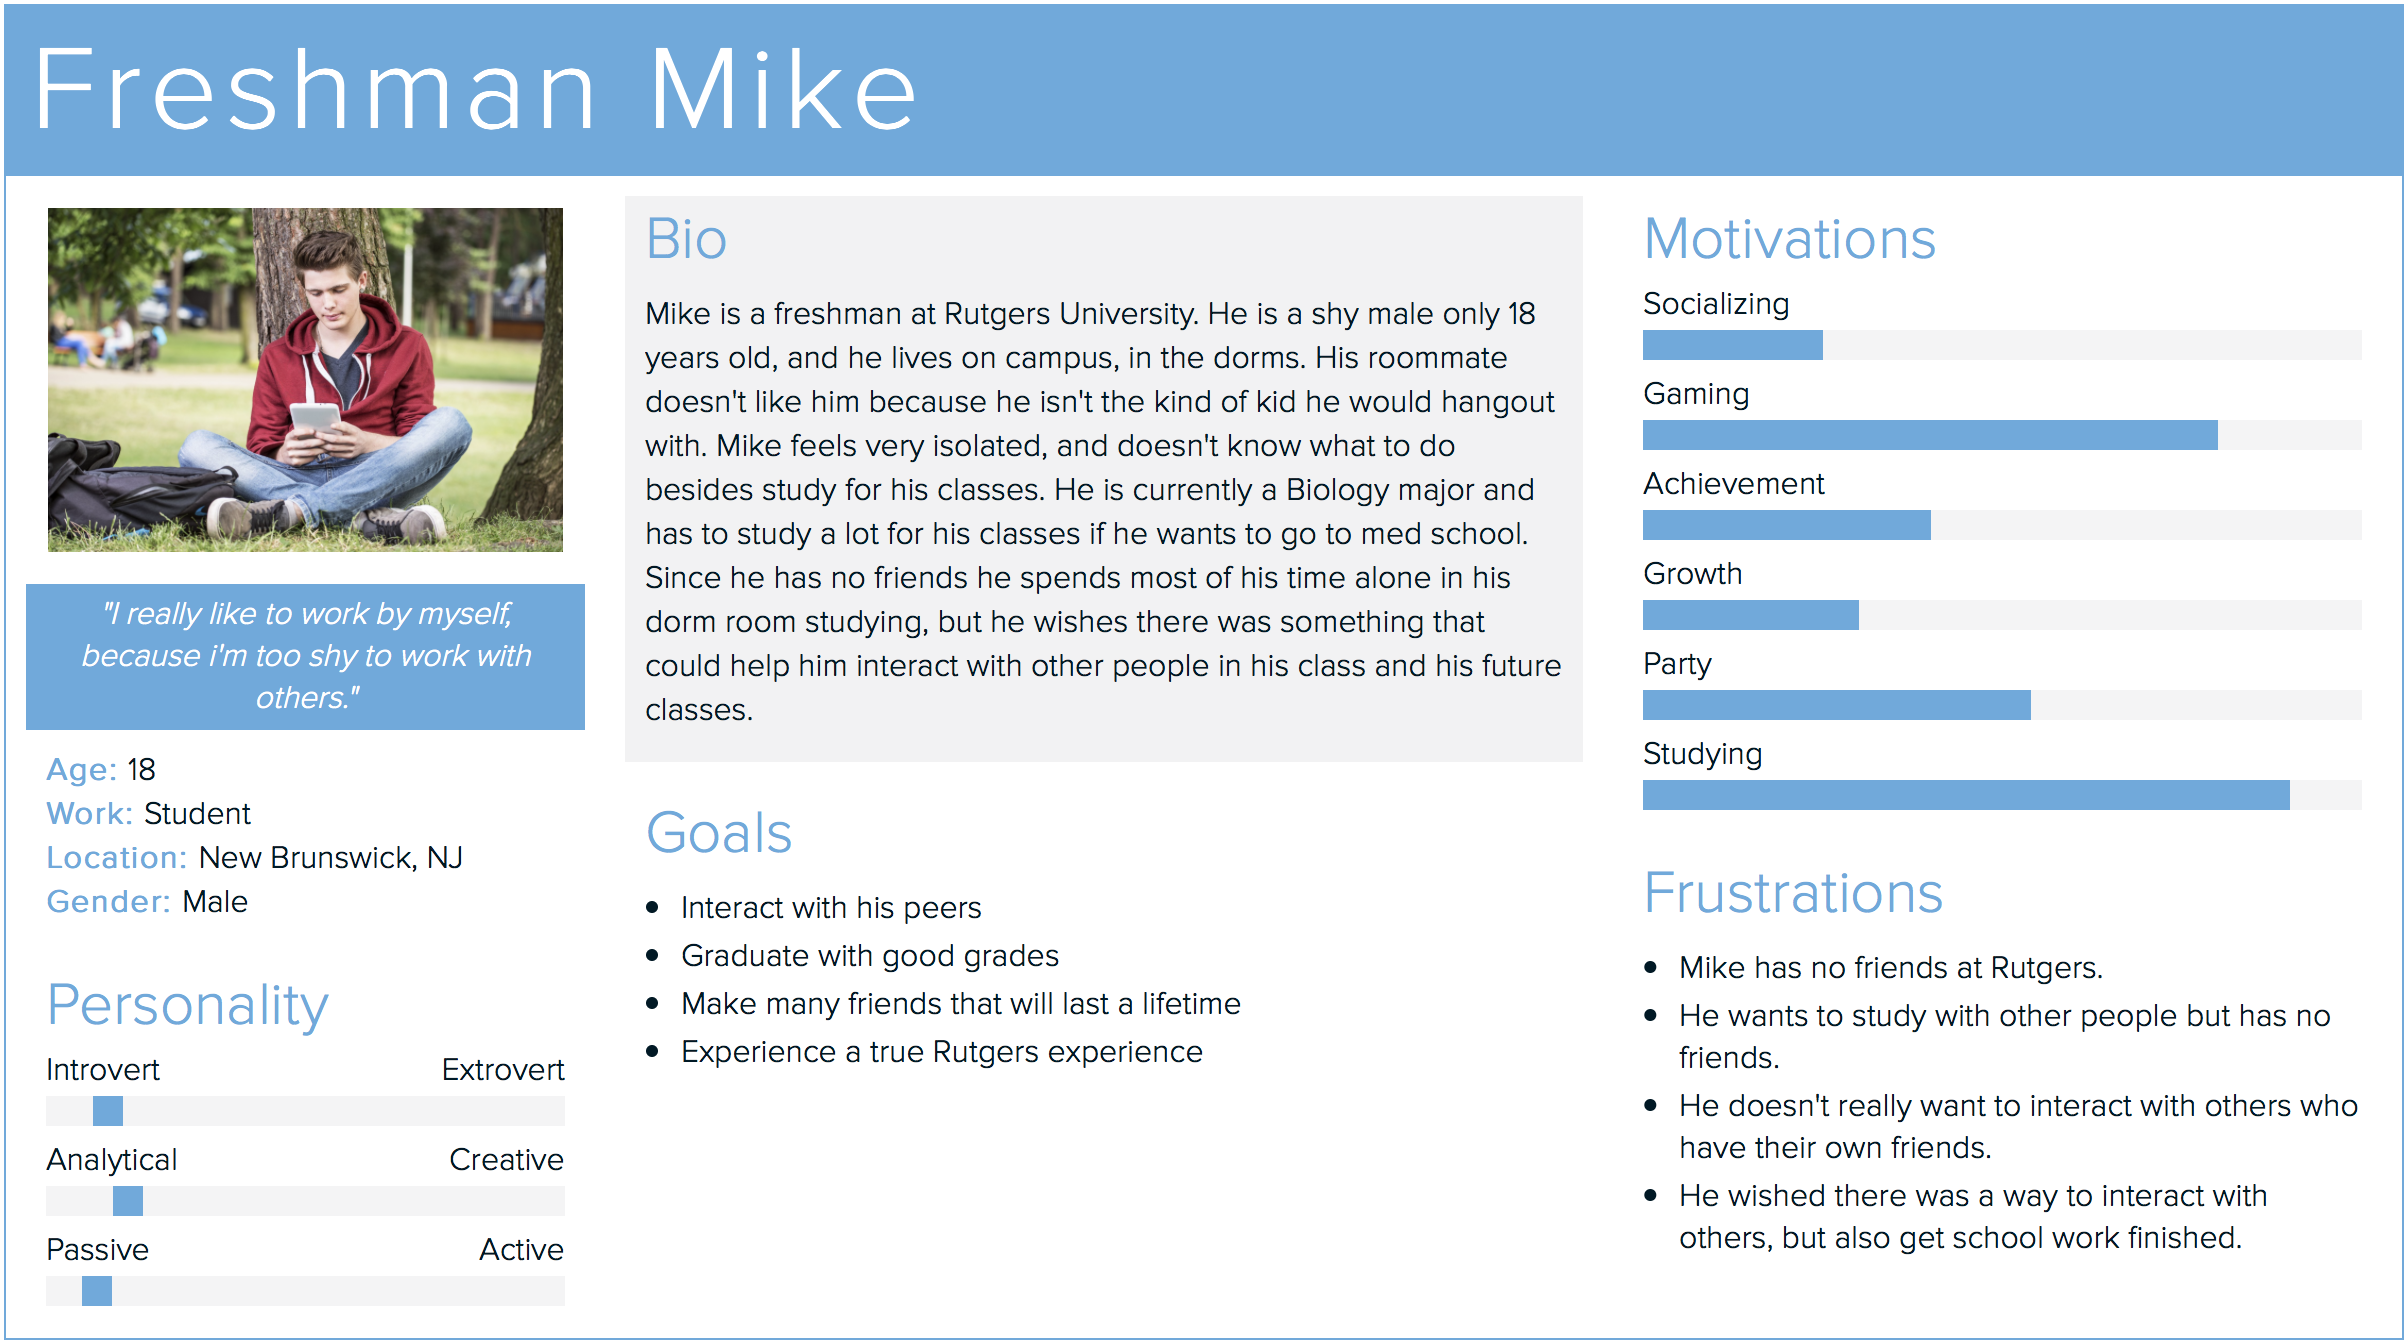 Freshman Mike
"I really like to work by myself,
because i'm too shy to work with
others."
Age: 18
Work: Student
Location: New Brunswick, NJ
Gender: Male
Personality
Introvert Extrovert
Analytical Creative
Passive Active
Bio
Mike is a freshman at Rutgers University. He is a shy male only 18
years old, and he lives on campus, in the dorms. His roommate
doesn't like him because he isn't the kind of kid he would hangout
with. Mike feels very isolated, and doesn't know what to do
besides study for his classes. He is currently a Biology major and
has to study a lot for his classes if he wants to go to med school.
Since he has no friends he spends most of his time alone in his
dorm room studying, but he wishes there was something that
could help him interact with other people in his class and his future
classes.
Goals
• Interact with his peers
• Graduate with good grades
• Make many friends that will last a lifetime
• Experience a true Rutgers experience
Motivations
Socializing
Gaming
Achievement
Growth
Party
Studying
Frustrations
• Mike has no friends at Rutgers.
• He wants to study with other people but has no
friends.
• He doesn't really want to interact with others who
have their own friends.
• He wished there was a way to interact with
others, but also get school work finished.